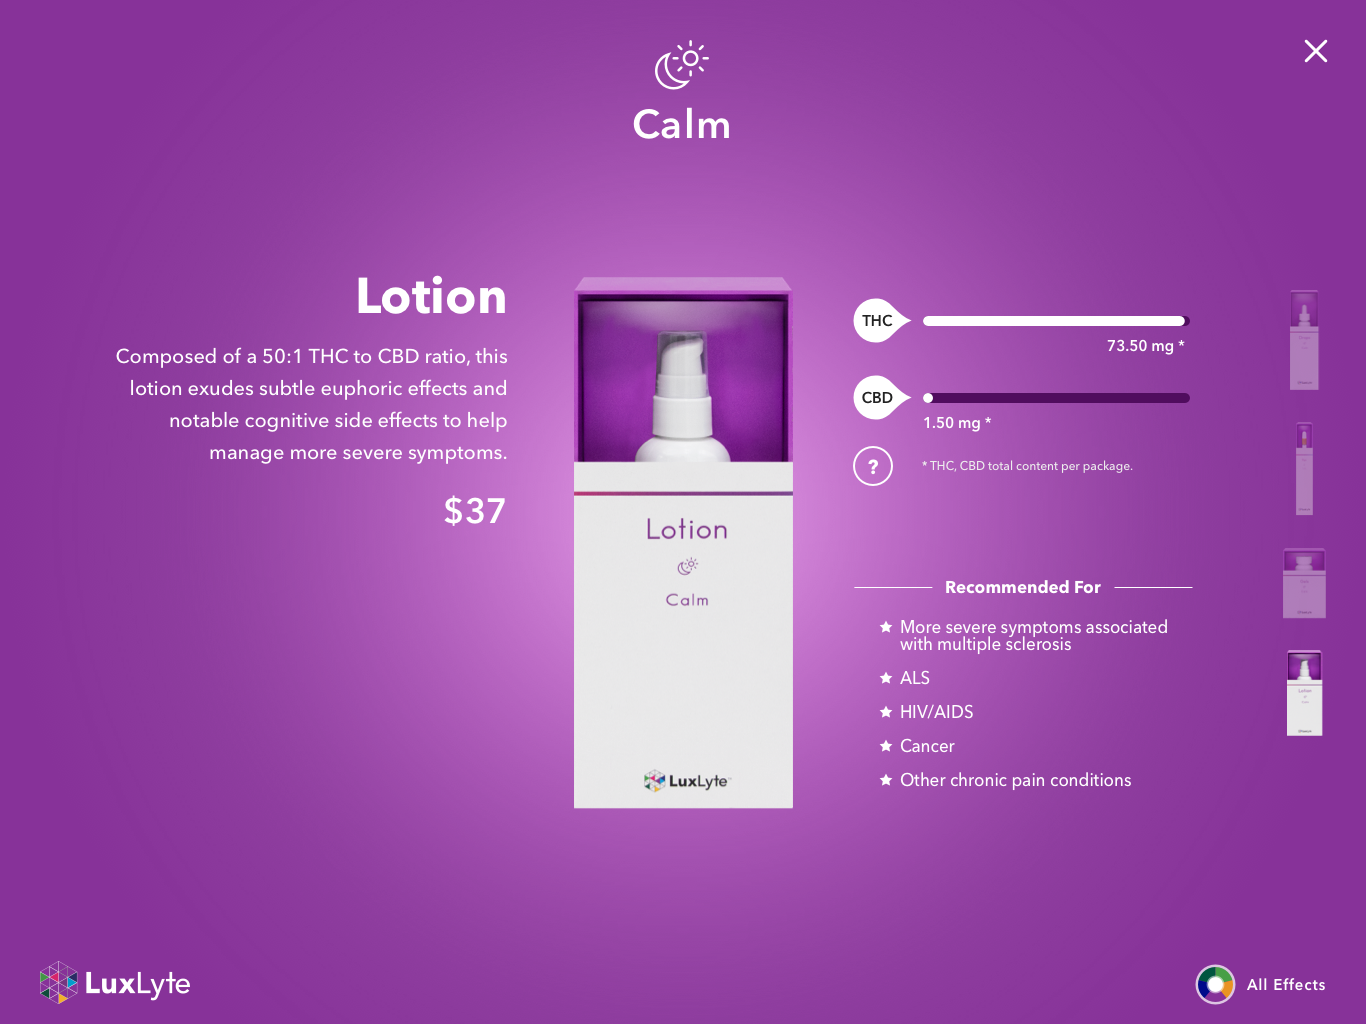 Calm
Lotion
Composed of a 50:1 THC to CBD ratio, this
lotion exudes subtle euphoric effects and
notable cognitive side effects to help
manage more severe symptoms.
$37
Lotion
Calm
LuxLyte™
THC
73.50 mg *
CBD
1.50 mg *
?
* THC, CBD total content per package.
Recommended For
More severe symptoms associated
with multiple sclerosis
ALS
HIV/AIDS
Cancer
Other chronic pain conditions
Lotion
LuxLyte
All Effects